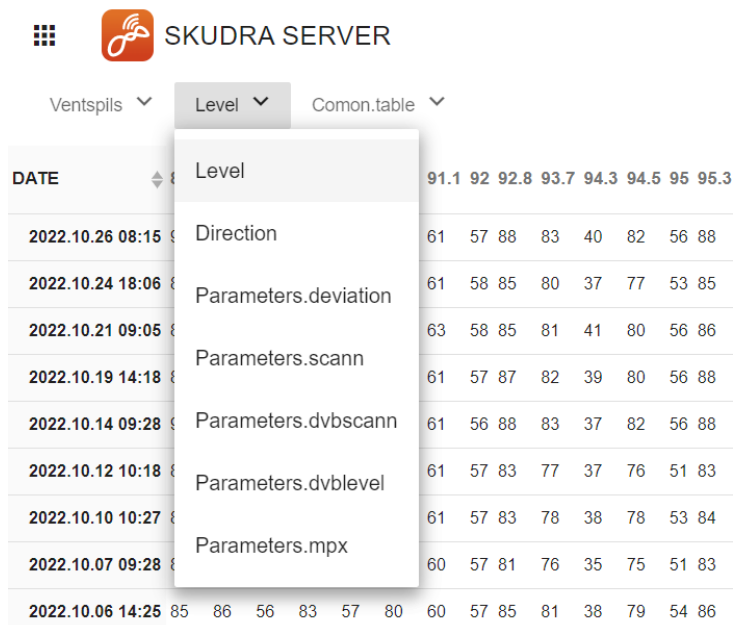 SKUDRA SERVER
Ventspils Level Comon.table
DATE 91.1 92 92.8 93.7 94.3 94.5 95 95.3
Level
2022.10.26 08:15 61 57 88 83 40 82 56 88
Direction
2022.10.24 18:06 61 58 85 80 37 77 53 85
Parameters.deviation
2022.10.21 09:05 63 58 85 81 41 80 56 86
Parameters.scann
2022.10.19 14:18 61 57 87 82 39 80 56 88
Parameters.dvbscann
2022.10.14 09:28 61 56 88 83 37 82 56 88
2022.10.12 10:18 61 57 83 77 37 76 51 83
Parameters.dvblevel
2022.10.10 10:27 61 57 83 78 38 78 53 84
Parameters.mpx
2022.10.07 09:28 60 57 81 76 35 75 51 83
2022.10.06 14:25 85 86 56 83 57 80 60 57 85 81 38 79 54 86